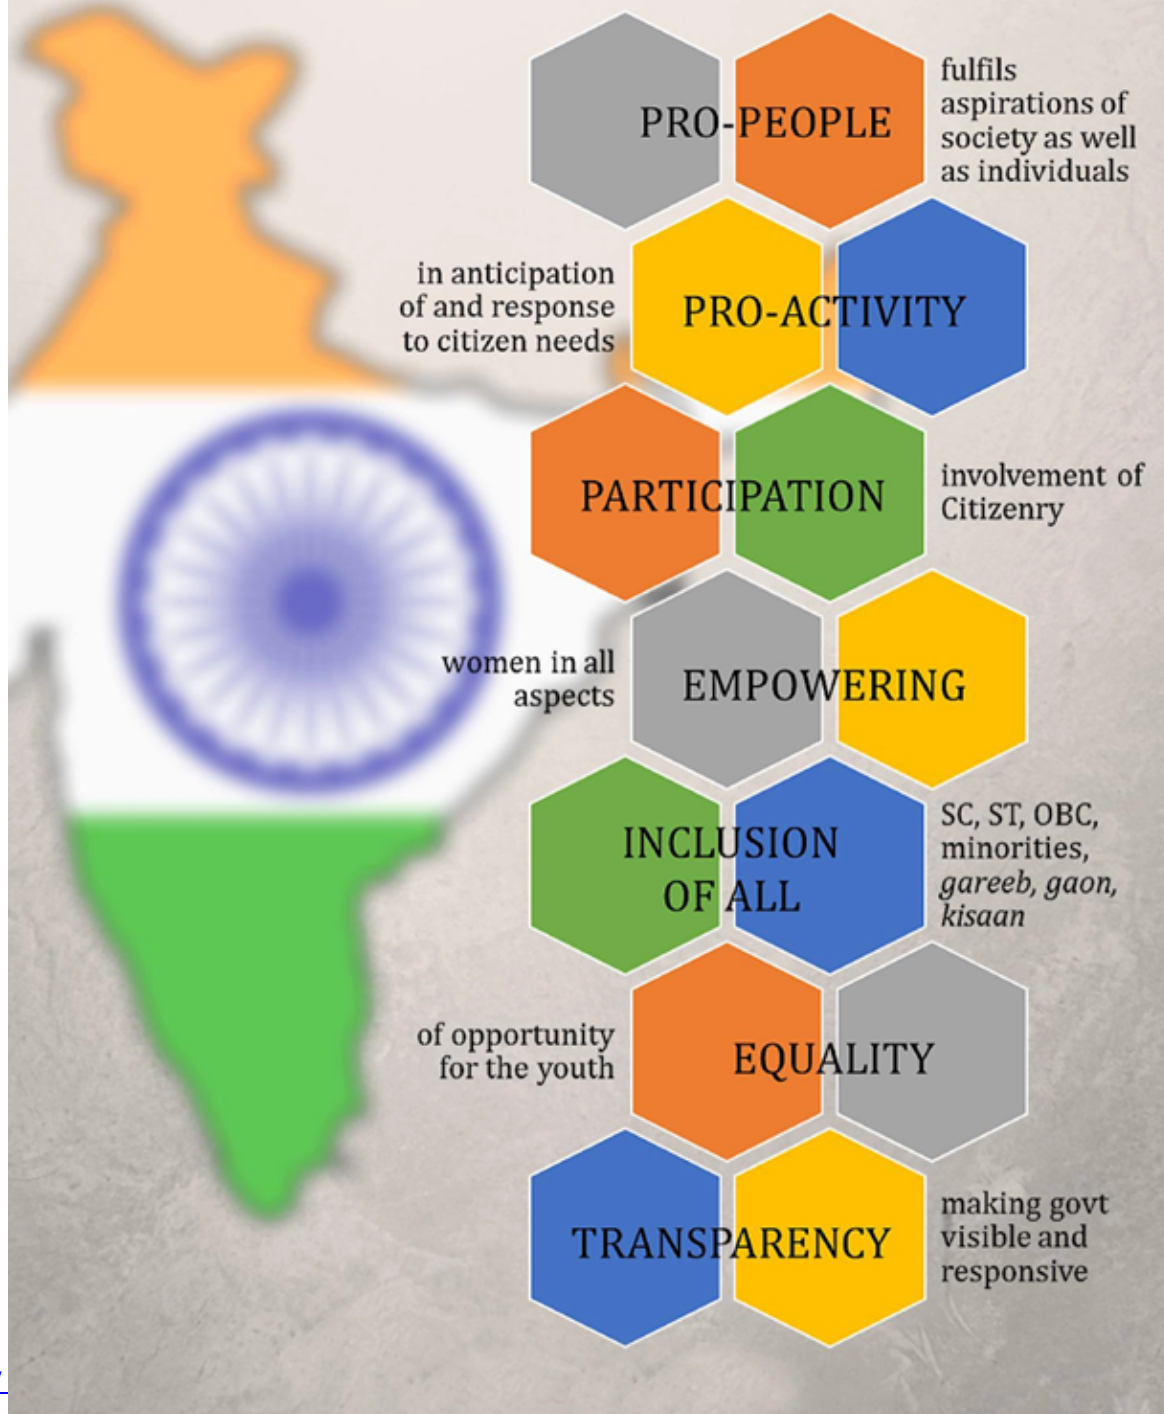 PRO-PEOPLE
fulfils
aspirations of
society as well
as individuals
in anticipation
of and response
to citizen needs
PRO-ACTIVITY
PARTICIPATION
involvement of
Citizenry
women in all
aspects
EMPOWERING
INCLUSION
OF ALL
SC, ST, OBC,
minorities,
gareeb, gaon,
kisaan
of opportunity
for the youth
EQUALITY
TRANSPARENCY
making govt
visible and
responsive